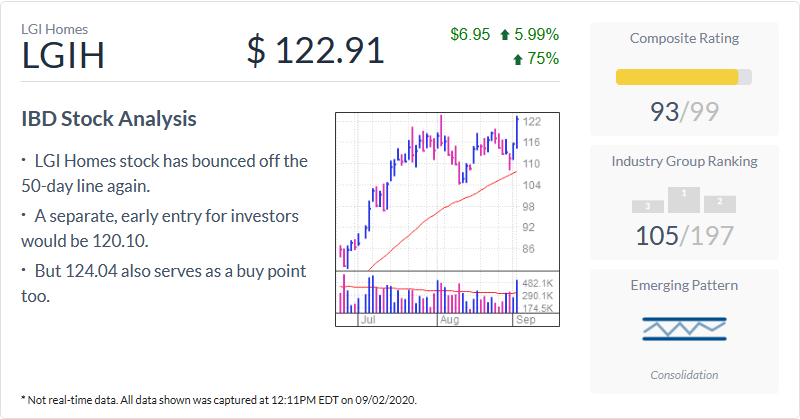 LGI Homes
LGIH
$ 122.91
$6.95 5.99%
75%
IBD Stock Analysis
· LGI Homes stock has bounced off the
50-day line again.
· A separate, early entry for investors
would be 120.10.
· But 124.04 also serves as a buy point
too.
122
116
110
104
98
92
86
482.1K
290.1K
174.5K
Jul Aug Sep
Composite Rating
93/99
Industry Group Ranking
3 1 2
105/197
Emerging Pattern
Consolidation
* Not real-time data. All data shown was captured at 12:11PM EDT on 09/02/2020.